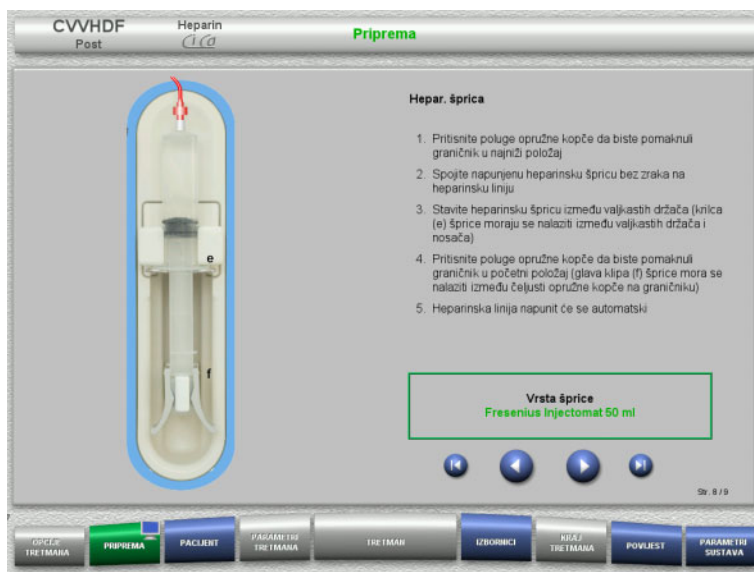 CVVHDF
Post
Heparin
Cica
Priprema
Hepar. šprica
1. Pritisnite poluge opružne kopče da biste pomaknuli
graničnik u najniži položaj
2. Spojite napunjenu heparinsku špricu bez zraka na
heparinsku liniju
3. Stavite heparinsku špricu između valjkastih držača (krilca
(e) šprice moraju se nalaziti između valjkastih držača i
nosača)
4. Pritisnite poluge opružne kopče da biste pomaknuli
graničnik u početni položaj (glava klipa (f) šprice mora se
nalaziti između čeljusti opružne kopče na graničniku)
5. Heparinska linija napunit će se automatski
e
f
Vrsta šprice
Fresenius Injectomat 50 ml
Str. 8 / 9
OPCIJE
TRETMANA
PRIPREMA
PACIJENT
PARAMETRI
TRETMANA
TRETMAN
IZBORNICI
KRAJ
TRETMANA
POVIJEST
PARAMETRI
SUSTAVA